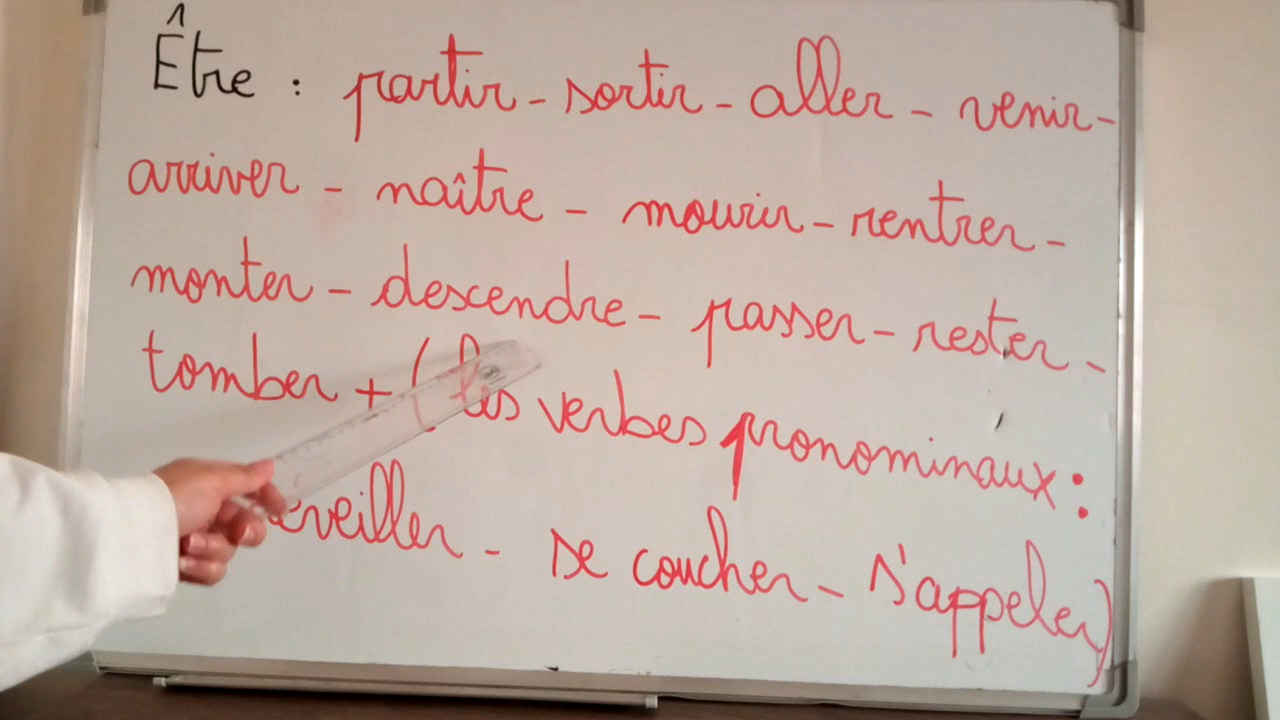 Être : partir - sortir - aller - venir -
arriver - naître - mourir - rentrer -
monter - descendre - passer - rester -
tomber + ( les verbes pronominaux :
éveiller - se coucher - s'appeler)